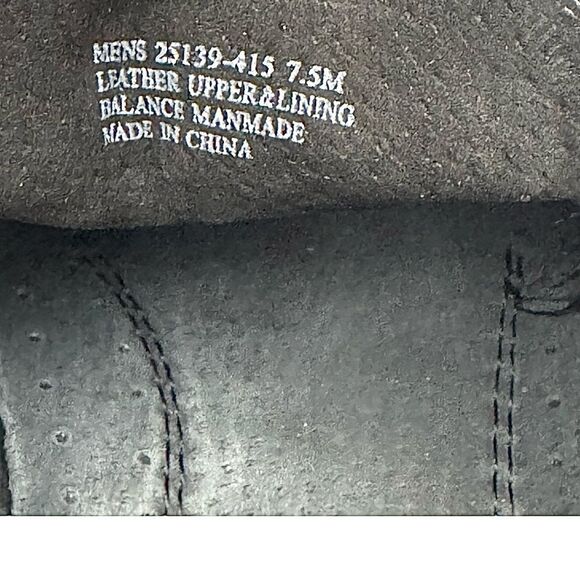 MENS 25139-415 7.5M
LEATHER UPPER&LINING
BALANCE MANMADE
MADE IN CHINA